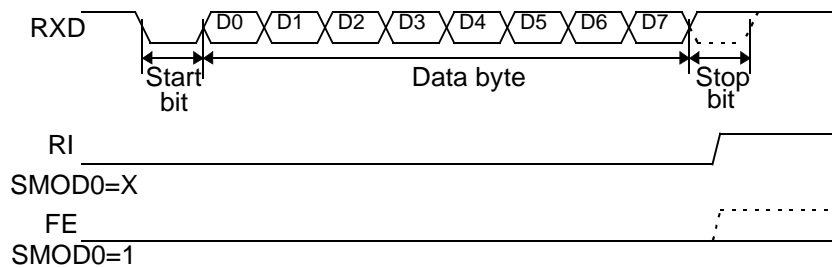 RXD
D0 D1 D2 D3 D4 D5 D6 D7
Start bit
Data byte
Stop bit
RI
SMOD0=X
FE
SMOD0=1